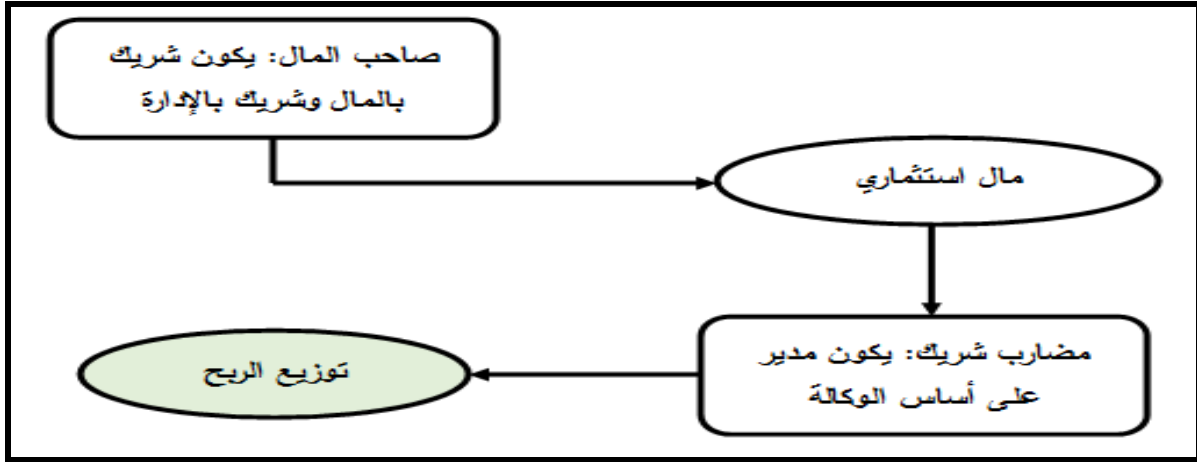 صاحب المال: يكون شريك
بالمال وشريك بالإدارة
مال استثماري
مضارب شريك: يكون مدير
على أساس الوكالة
توزيع الربح